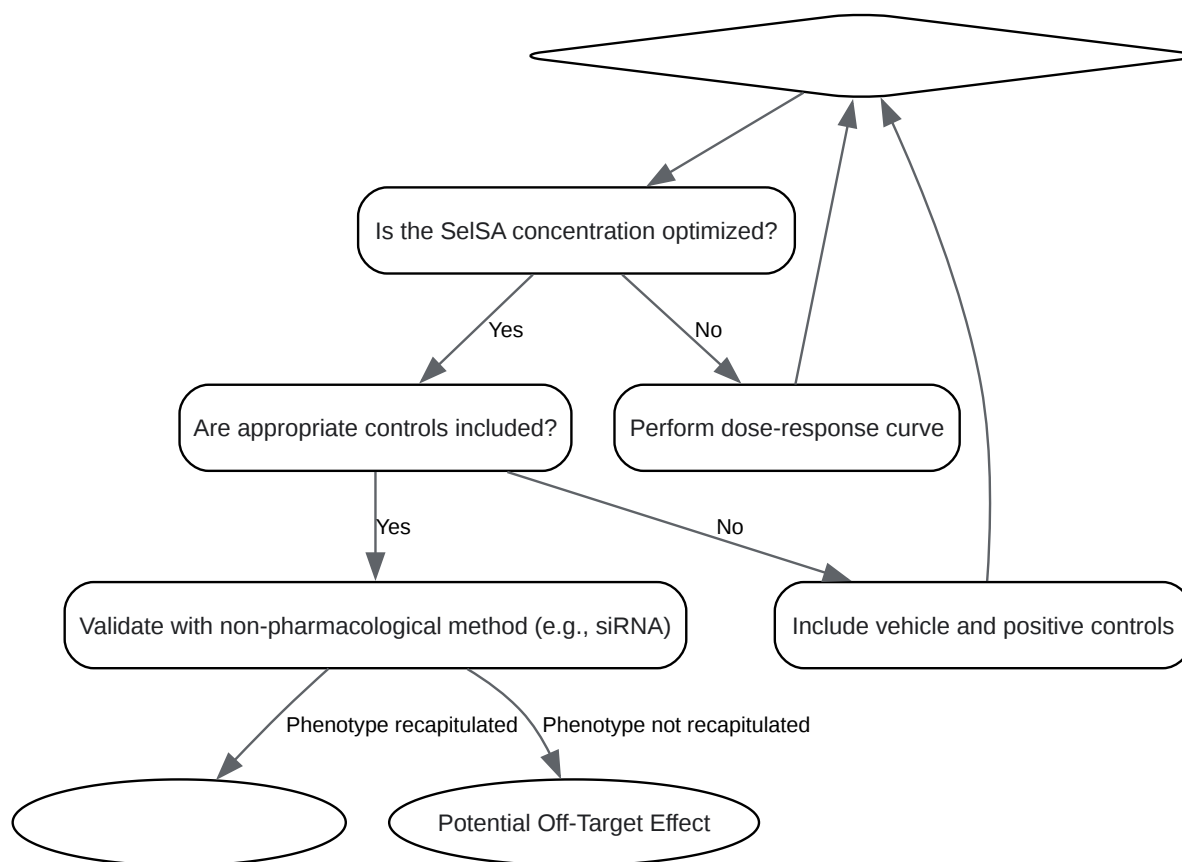 Is the SelSA concentration optimized?
Yes
No
Are appropriate controls included?
Perform dose-response curve
Yes
No
Validate with non-pharmacological method (e.g., siRNA)
Include vehicle and positive controls
Phenotype recapitulated
Phenotype not recapitulated
Potential Off-Target Effect